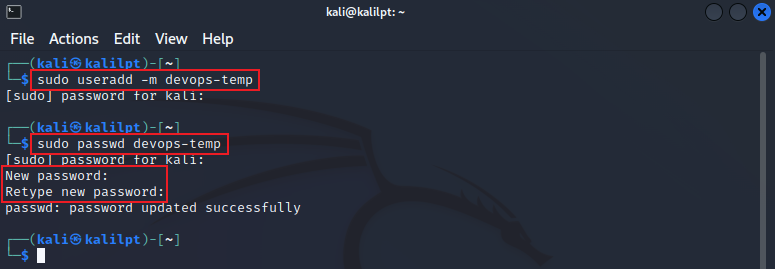 kali@kalilpt: ~
File Actions Edit View Help
┌──(kali㉿kalilpt)-[~]
└─$ sudo useradd -m devops-temp
[sudo] password for kali:
┌──(kali㉿kalilpt)-[~]
└─$ sudo passwd devops-temp
[sudo] password for kali:
New password:
Retype new password:
passwd: password updated successfully
┌──(kali㉿kalilpt)-[~]
└─$